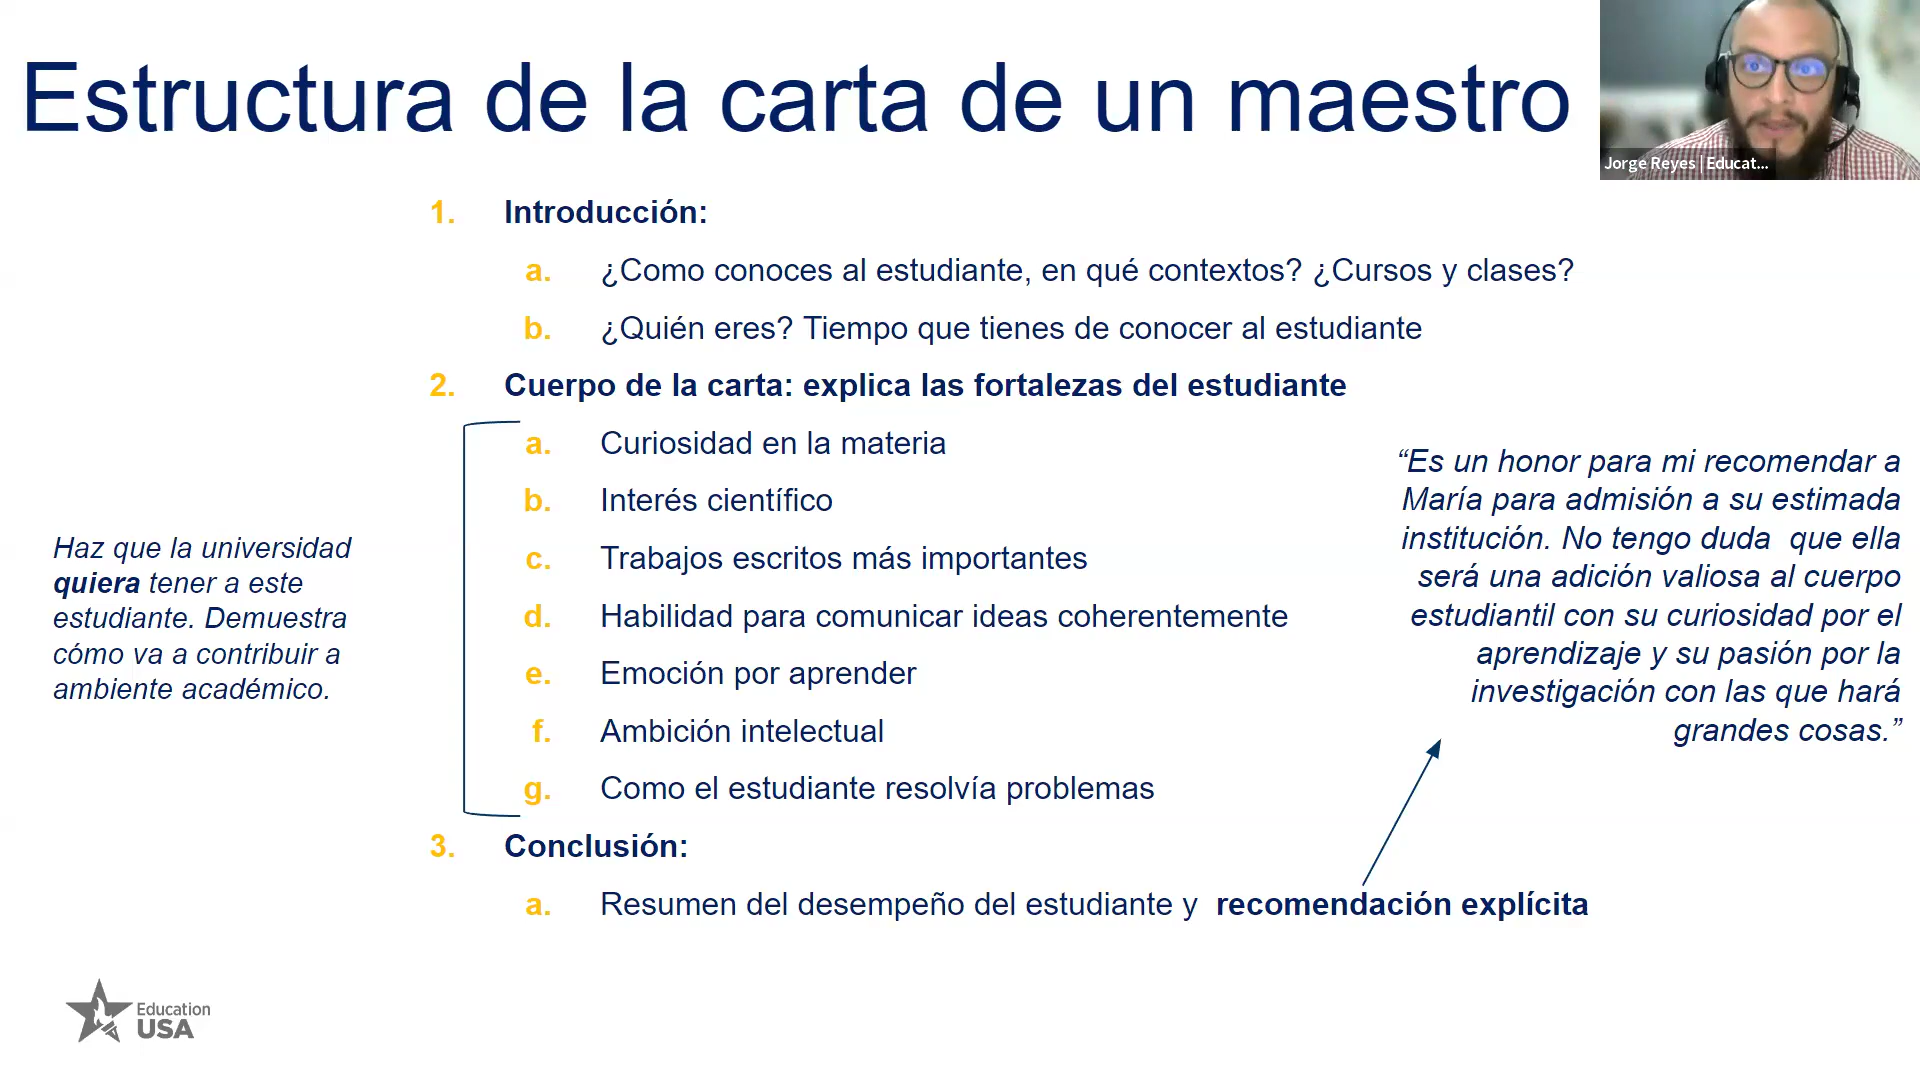 Estructura de la carta de un maestro
Jorge Reyes | Educat...
1. Introducción:
a. ¿Como conoces al estudiante, en qué contextos? ¿Cursos y clases?
b. ¿Quién eres? Tiempo que tienes de conocer al estudiante
2. Cuerpo de la carta: explica las fortalezas del estudiante
a. Curiosidad en la materia
b. Interés científico
c. Trabajos escritos más importantes
d. Habilidad para comunicar ideas coherentemente
e. Emoción por aprender
f. Ambición intelectual
g. Como el estudiante resolvía problemas
3. Conclusión:
a. Resumen del desempeño del estudiante y recomendación explícita
Haz que la universidad
quiera tener a este
estudiante. Demuestra
cómo va a contribuir a
ambiente académico.
“Es un honor para mi recomendar a
María para admisión a su estimada
institución. No tengo duda que ella
será una adición valiosa al cuerpo
estudiantil con su curiosidad por el
aprendizaje y su pasión por la
investigación con las que hará
grandes cosas.”
Education
USA